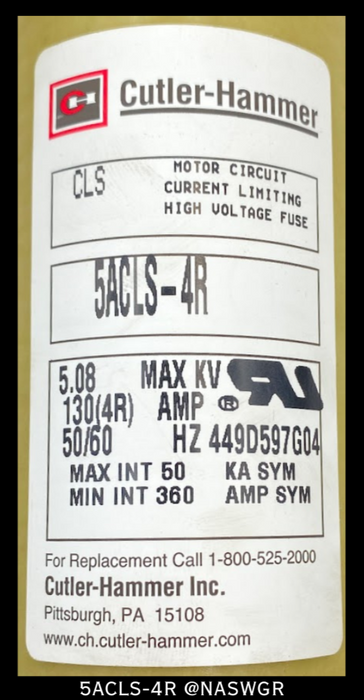 Cutler-Hammer
CLS
MOTOR CIRCUIT
CURRENT LIMITING
HIGH VOLTAGE FUSE
5ACLS-4R
5.08 MAX KV
130(4R) AMP ®
50/60 HZ 449D597G04
MAX INT 50 KA SYM
MIN INT 360 AMP SYM
For Replacement Call 1-800-525-2000
Cutler-Hammer Inc.
Pittsburgh, PA 15108
www.ch.cutler-hammer.com
5ACLS-4R @NASWGR